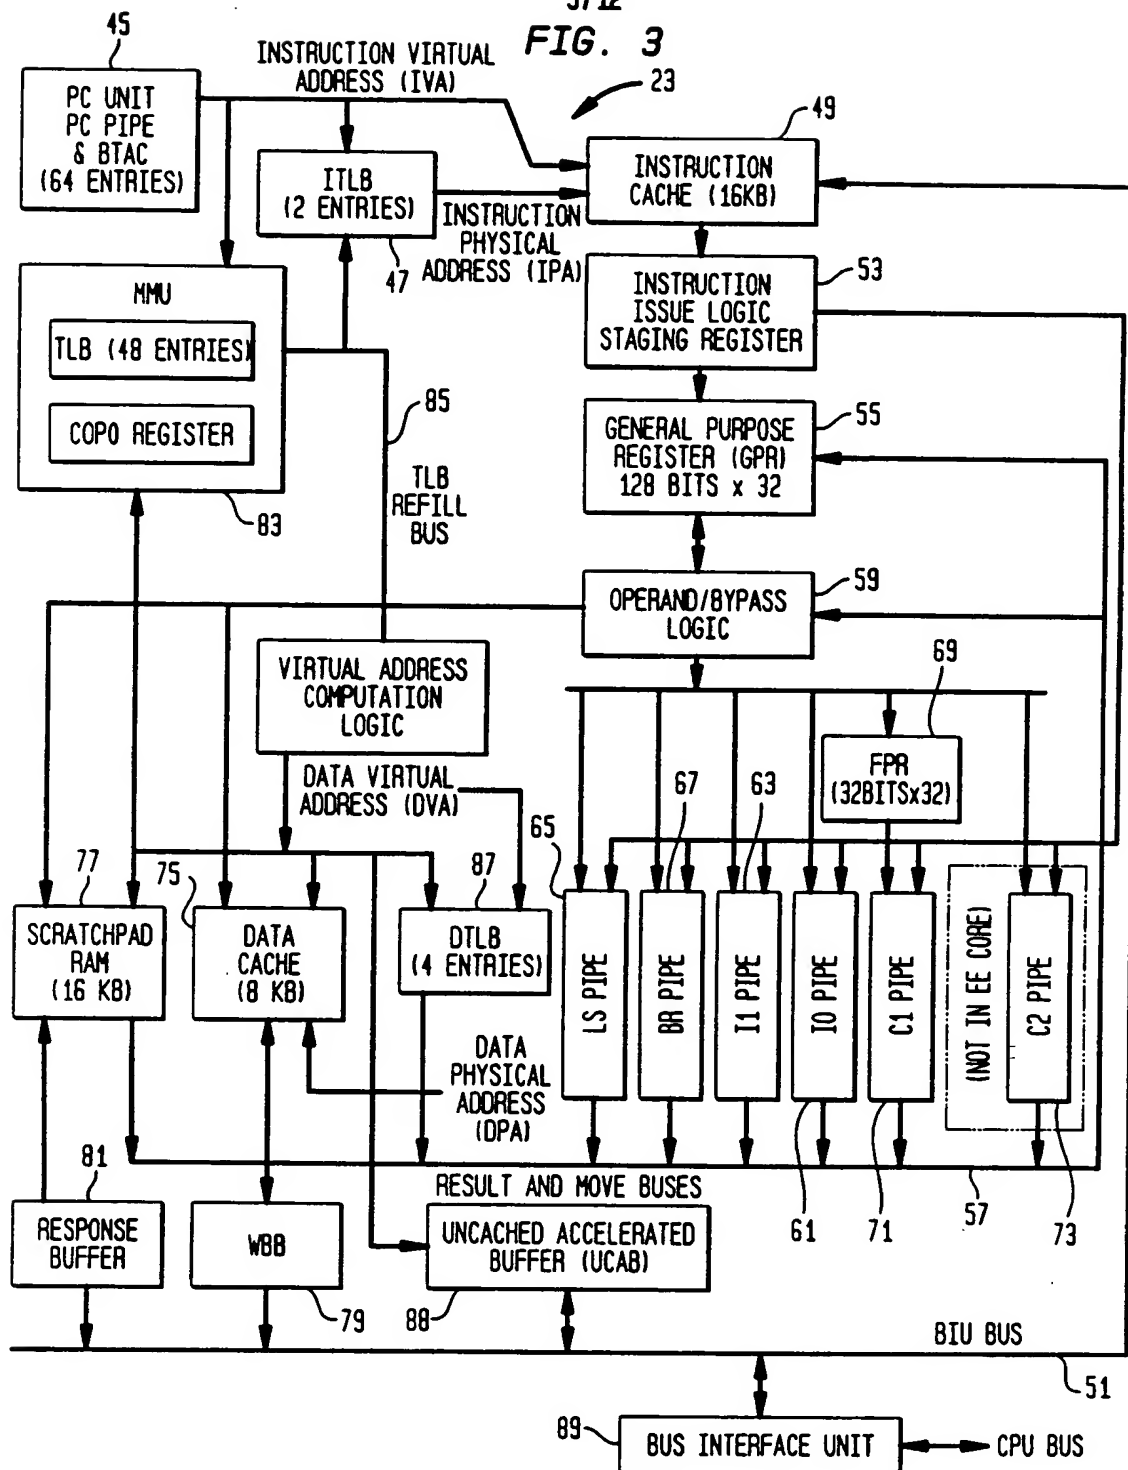 FIG. 3
45
PC UNIT
PC PIPE
& BTAC
(64 ENTRIES)
INSTRUCTION VIRTUAL
ADDRESS (IVA)
23
49
INSTRUCTION
CACHE (16KB)
ITLB
(2 ENTRIES)
47
INSTRUCTION
PHYSICAL
ADDRESS (IPA)
53
INSTRUCTION
ISSUE LOGIC
STAGING REGISTER
MMU
TLB (48 ENTRIES)
COP0 REGISTER
83
85
TLB
REFILL
BUS
55
GENERAL PURPOSE
REGISTER (GPR)
128 BITS x 32
59
OPERAND/BYPASS
LOGIC
VIRTUAL ADDRESS
COMPUTATION
LOGIC
DATA VIRTUAL
ADDRESS (DVA)
69
FPR
(32BITSx32)
65
67
63
77
SCRATCHPAD
RAM
(16 KB)
75
DATA
CACHE
(8 KB)
87
DTLB
(4 ENTRIES)
LS PIPE
BR PIPE
I1 PIPE
I0 PIPE
C1 PIPE
(NOT IN EE CORE)
C2 PIPE
DATA
PHYSICAL
ADDRESS
(DPA)
61
71
57
73
RESULT AND MOVE BUSES
81
RESPONSE
BUFFER
WBB
79
UNCACHED ACCELERATED
BUFFER (UCAB)
88
BIU BUS
51
89
BUS INTERFACE UNIT
CPU BUS